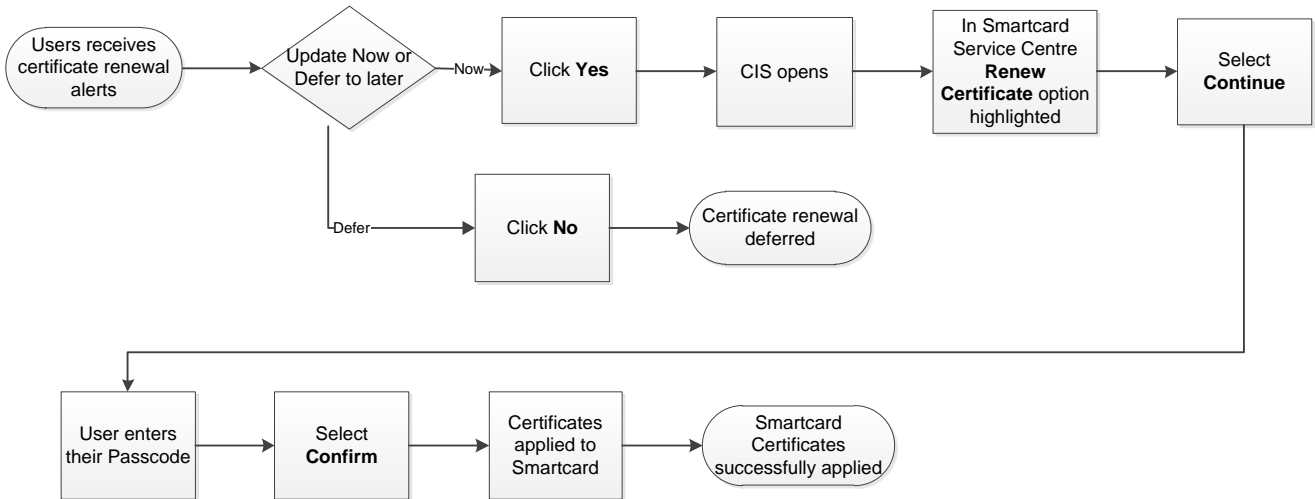 Users receives
certificate renewal
alerts
Update Now or
Defer to later
Now
Click Yes
CIS opens
In Smartcard
Service Centre
Renew
Certificate option
highlighted
Select
Continue
Defer
Click No
Certificate renewal
deferred
User enters
their Passcode
Select
Confirm
Certificates
applied to
Smartcard
Smartcard
Certificates
successfully applied